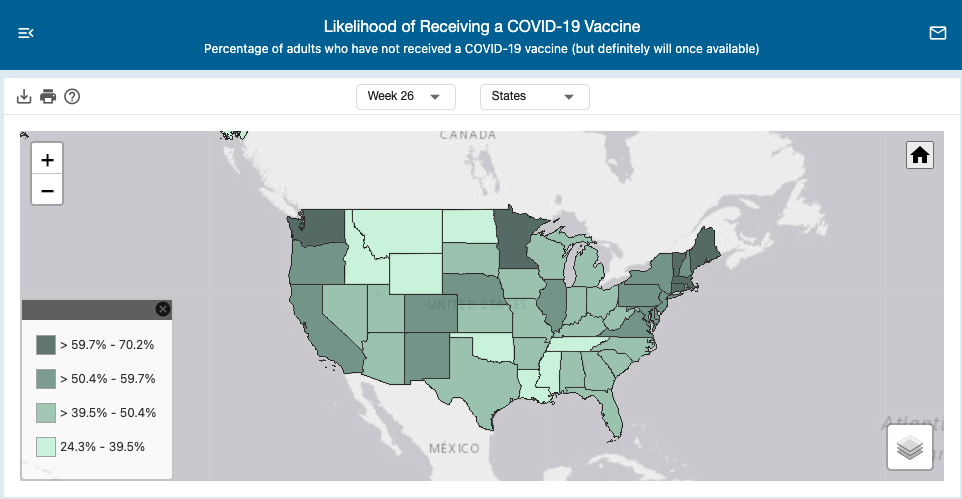 Likelihood of Receiving a COVID-19 Vaccine
Percentage of adults who have not received a COVID-19 vaccine (but definitely will once available)
Week 26
States
CANADA
+
−
UNITED STATES
> 59.7% - 70.2%
> 50.4% - 59.7%
> 39.5% - 50.4%
24.3% - 39.5%
MÉXICO